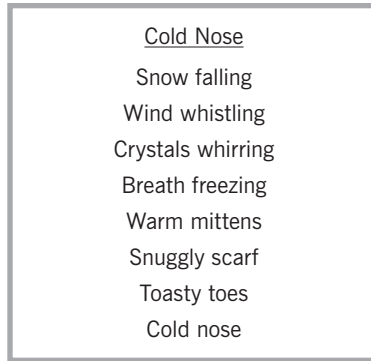 Cold Nose
Snow falling
Wind whistling
Crystals whirring
Breath freezing
Warm mittens
Snuggly scarf
Toasty toes
Cold nose